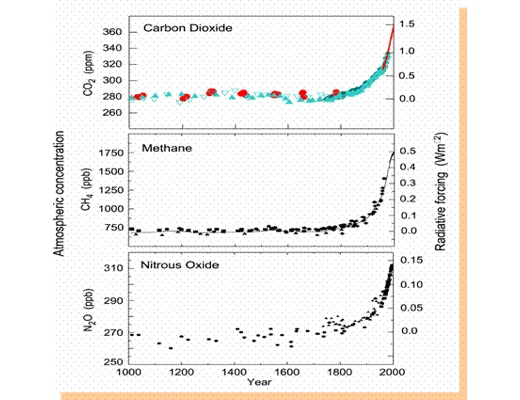 Atmospheric concentration
Radiative forcing (Wm⁻²)
Carbon Dioxide
CO₂ (ppm)
360
340
320
300
280
260
1.5
1.0
0.5
0.0
Methane
CH₄ (ppb)
1750
1500
1250
1000
750
0.5
0.4
0.3
0.2
0.1
0.0
Nitrous Oxide
N₂O (ppb)
310
290
270
250
0.15
0.10
0.05
0.0
1000 1200 1400 1600 1800 2000
Year